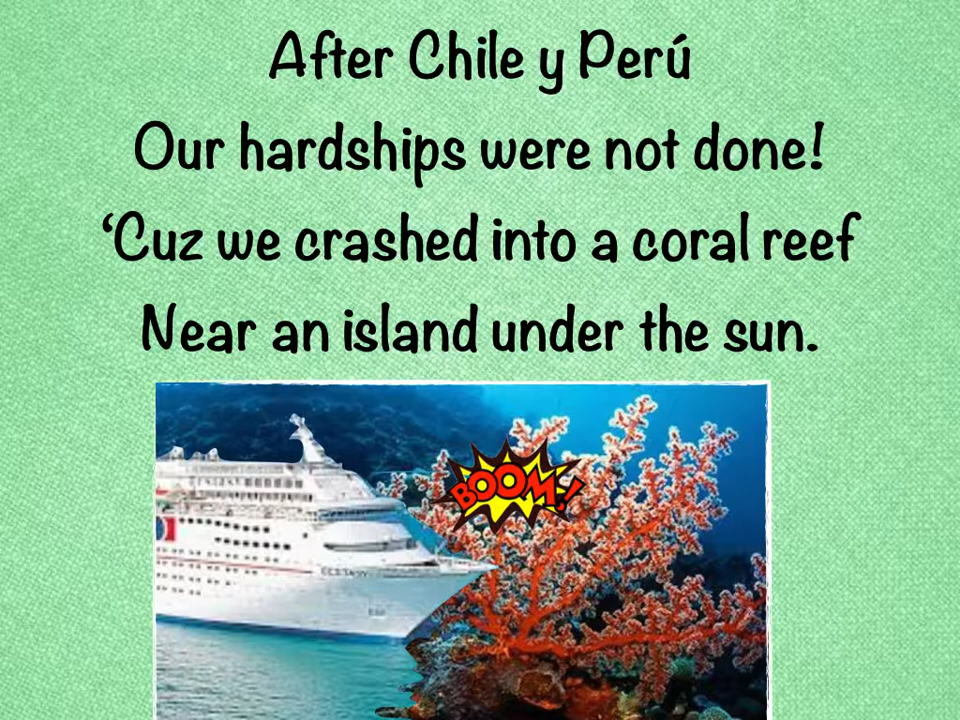 After Chile y Perú
Our hardships were not done!
‘Cuz we crashed into a coral reef
Near an island under the sun.
BOOM!